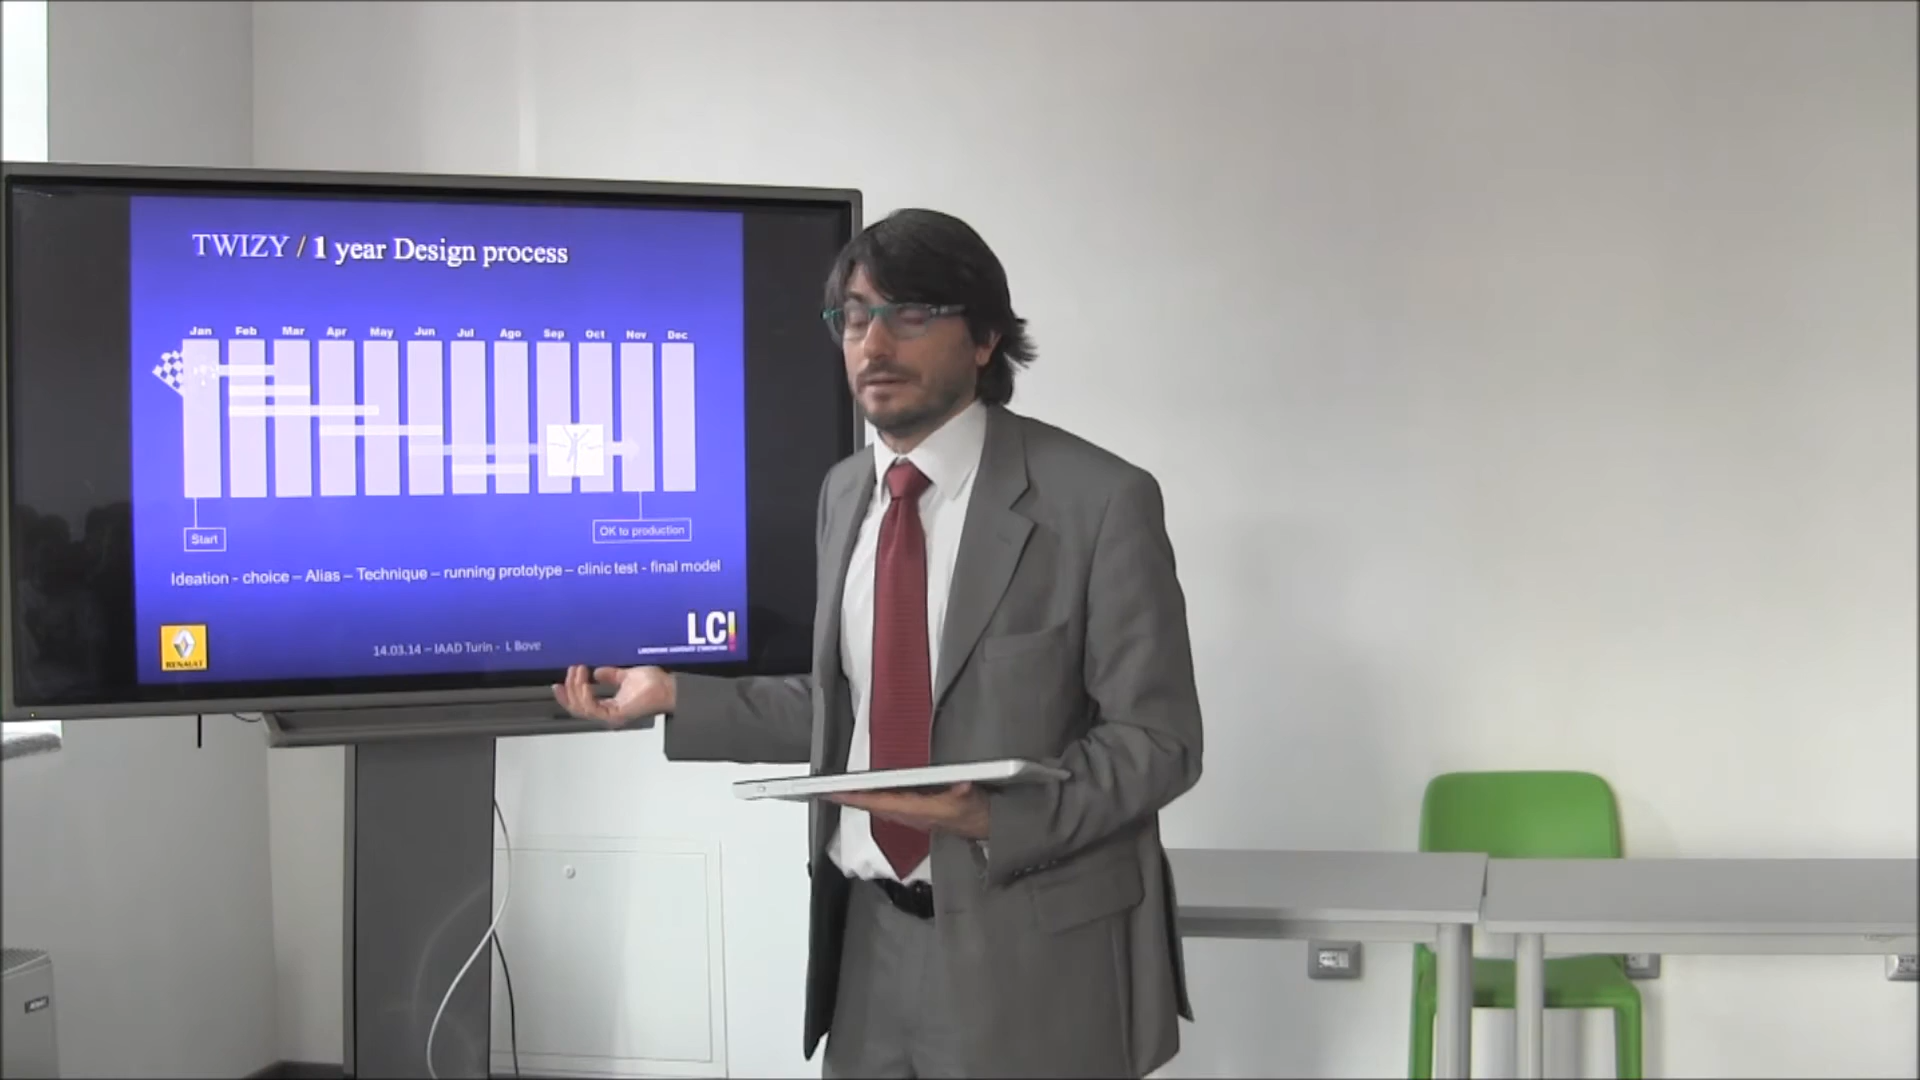 TWIZY / 1 year Design process
Jan Feb Mar Apr May Jun Jul Ago Sep Oct Nov Dec
Start
OK to production
Ideation - choice – Alias – Technique – running prototype – clinic test - final model
RENAULT
14.03.14 – IAAD Turin - L Bove
LCI